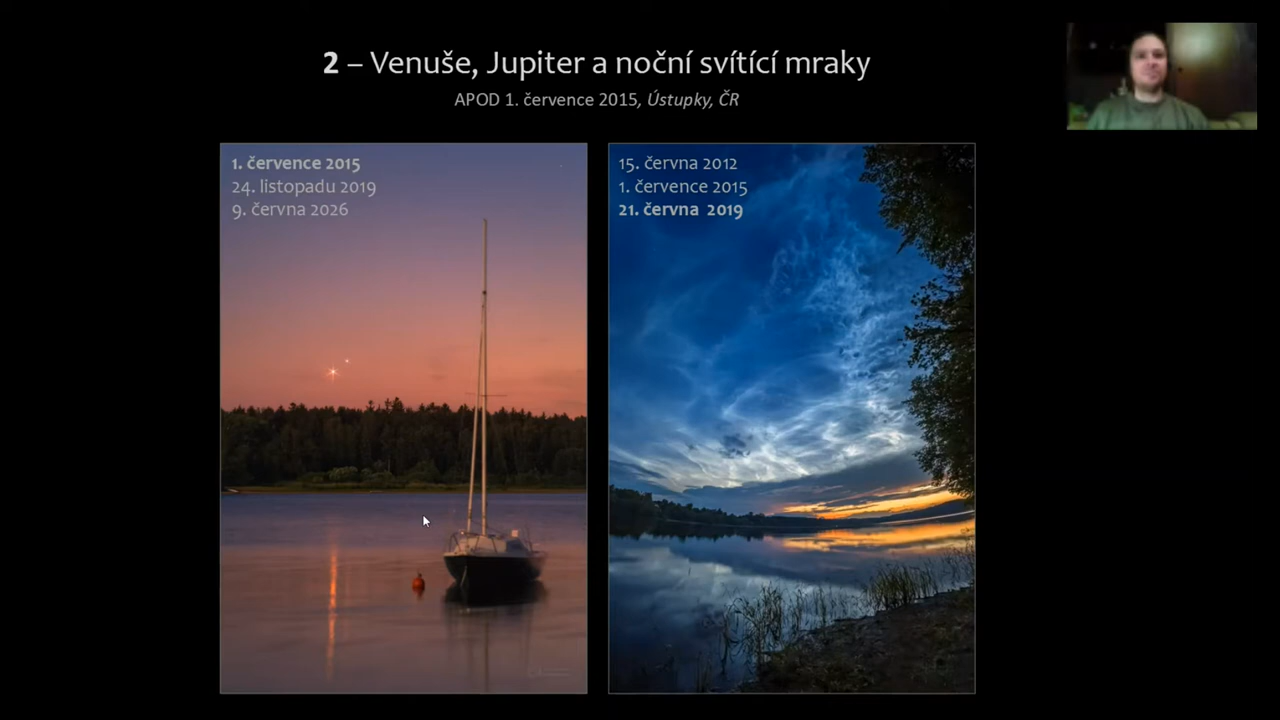 2 – Venuše, Jupiter a noční svítící mraky
APOD 1. července 2015, Ústupky, ČR
1. července 2015
24. listopadu 2019
9. června 2026
15. června 2012
1. července 2015
21. června 2019